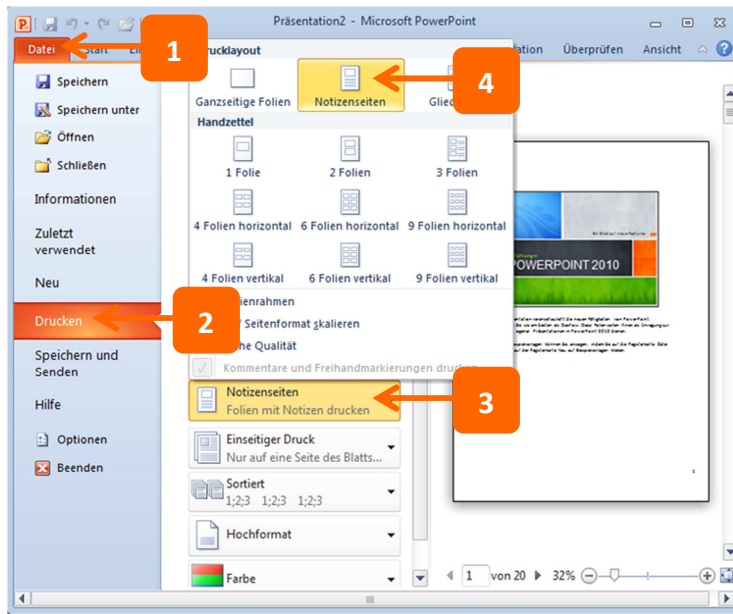 Präsentation2 - Microsoft PowerPoint
Datei
1
Start
Überprüfen
Ansicht
Speichern
Speichern unter
Öffnen
Schließen
Informationen
Zuletzt
verwendet
Neu
Drucken
2
Speichern und
Senden
Hilfe
Optionen
Beenden
Drucklayout
Ganzseitige Folien
Notizenseiten
4
Handzettel
1 Folie
2 Folien
3 Folien
4 Folien horizontal
6 Folien horizontal
9 Folien horizontal
4 Folien vertikal
6 Folien vertikal
9 Folien vertikal
Seitenformat skalieren
Qualität
Kommentare und Freihandmarkierungen drucken
Notizenseiten
Folien mit Notizen drucken
3
Einseitiger Druck
Nur auf eine Seite des Blatts...
Sortiert
1;2;3 1;2;3 1;2;3
Hochformat
Farbe
POWERPOINT 2010
1
1 von 20
32%